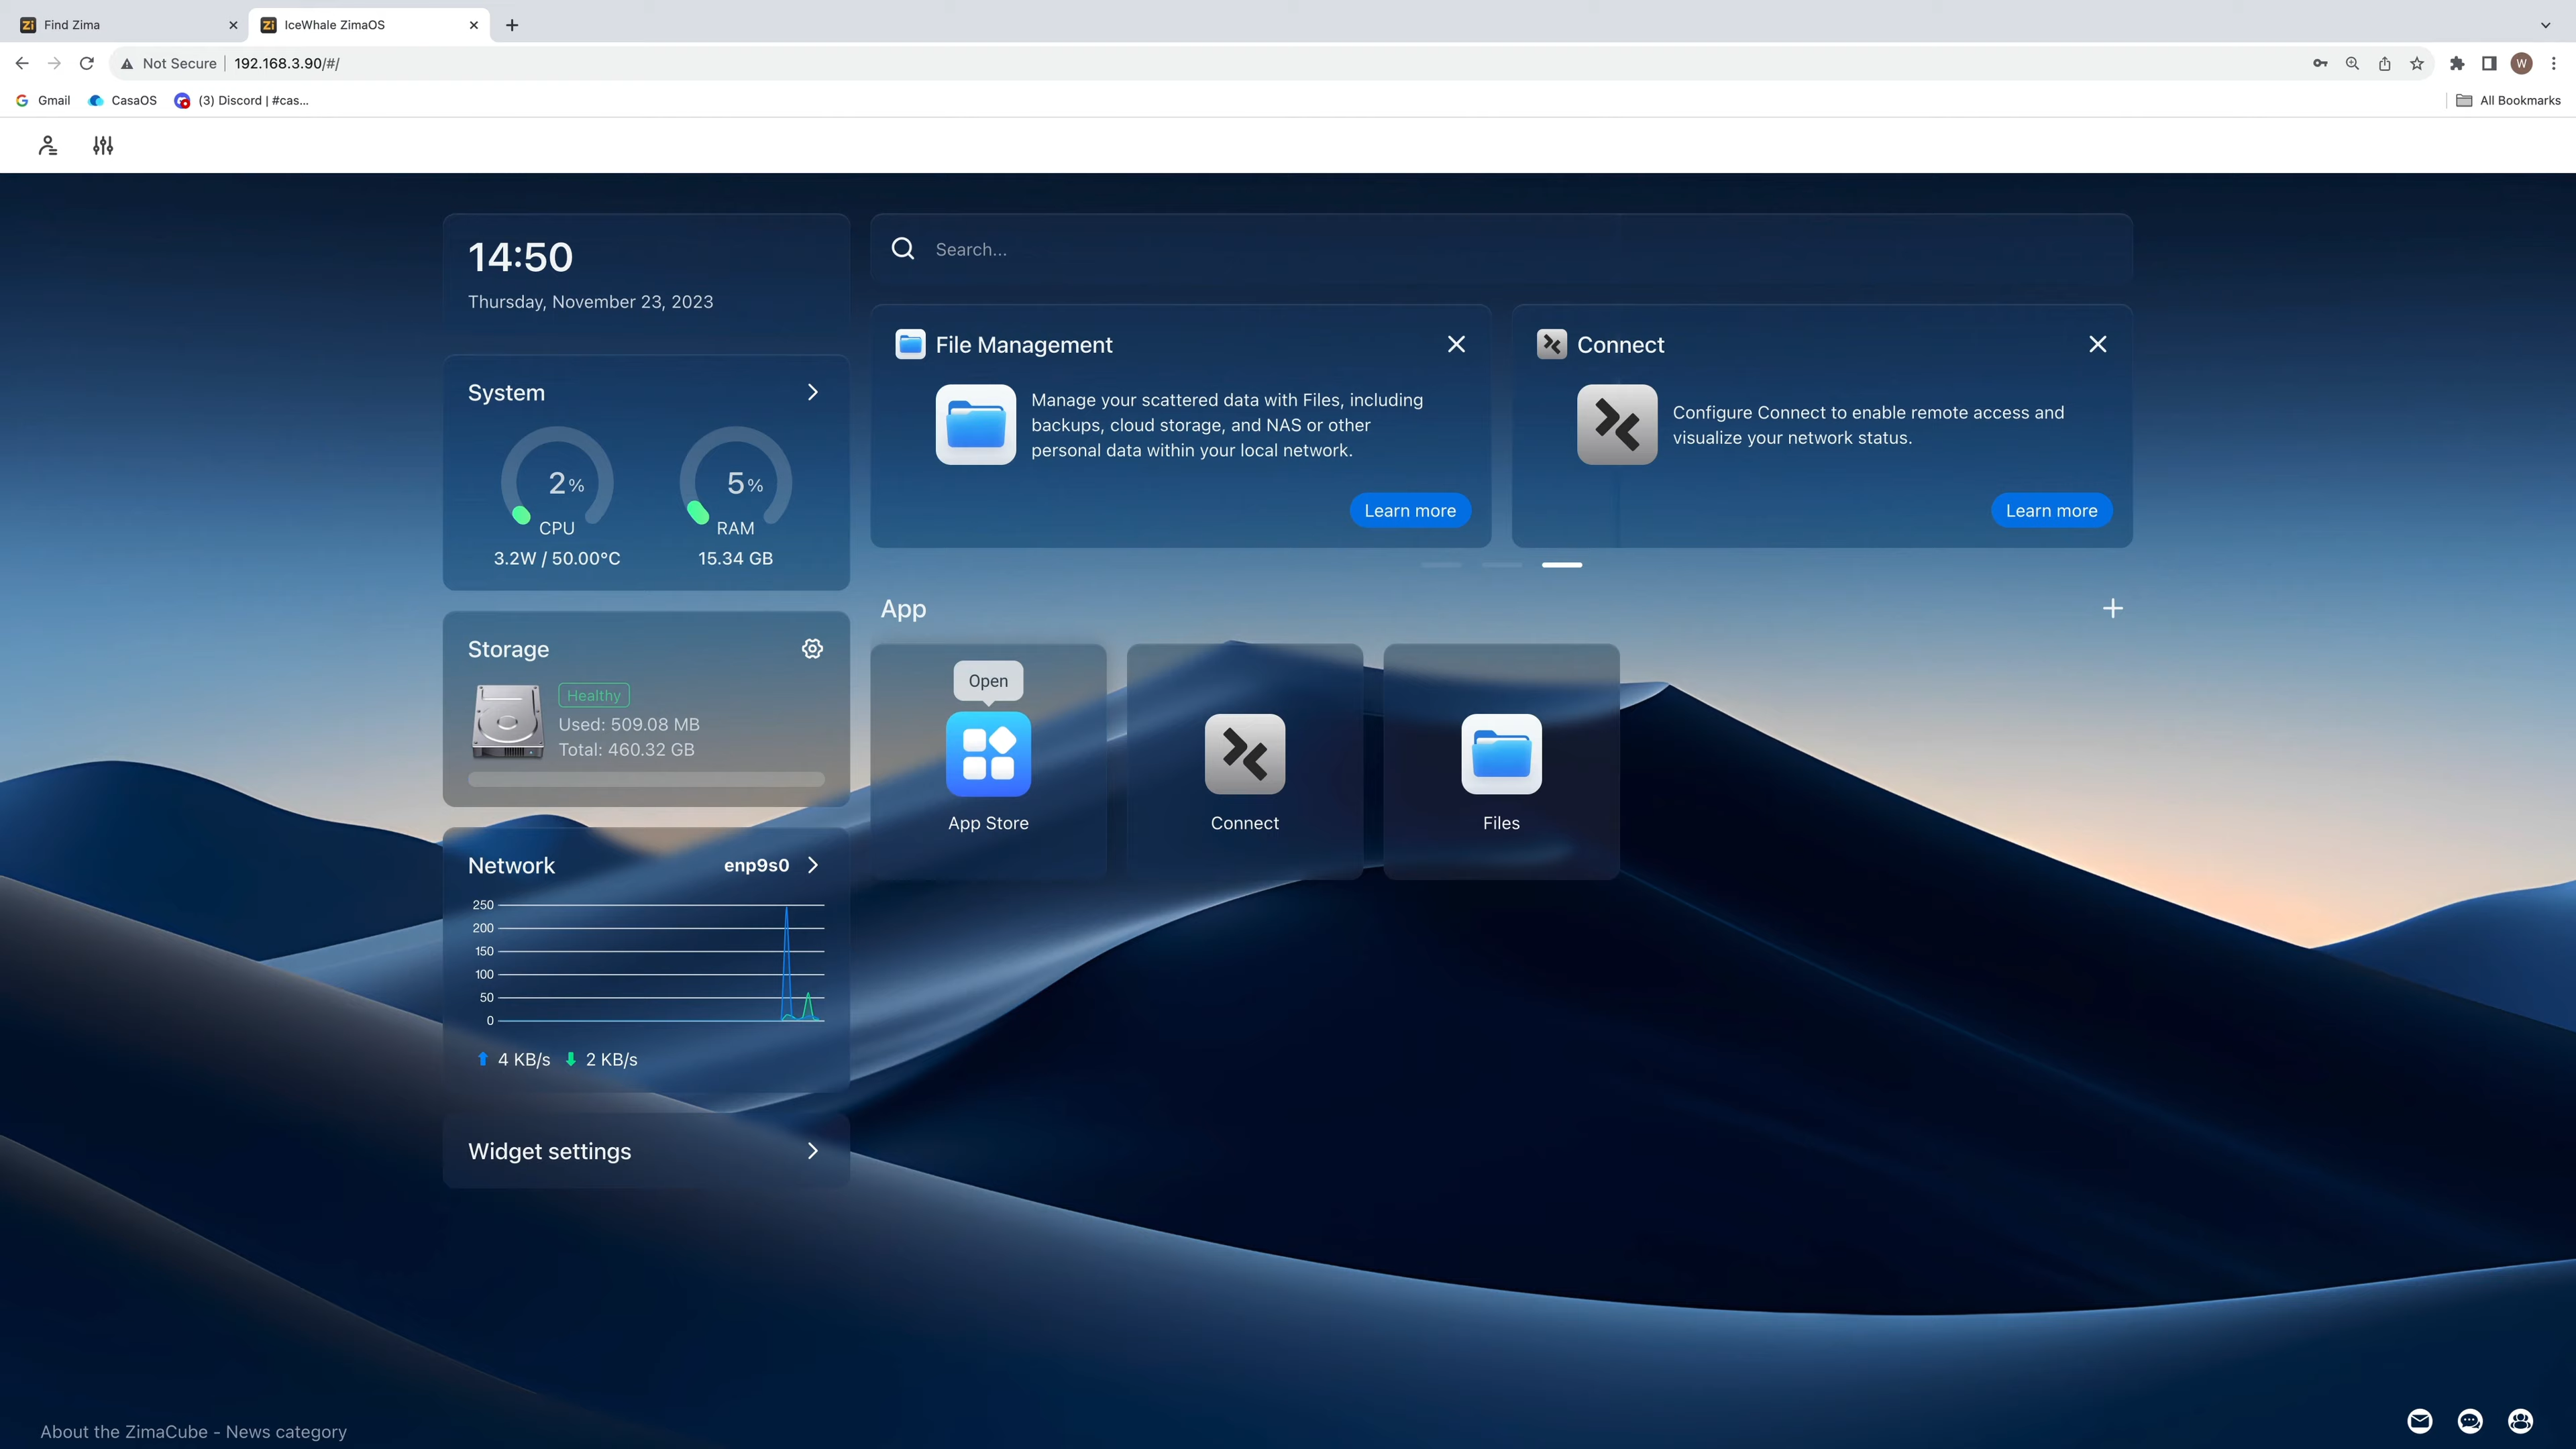 Find Zima
IceWhale ZimaOS
Not Secure
192.168.3.90/#/
W
Gmail
CasaOS
(3) Discord | #cas...
All Bookmarks
14:50
Thursday, November 23, 2023
Search...
System
2%
CPU
3.2W / 50.00°C
5%
RAM
15.34 GB
File Management
Manage your scattered data with Files, including
backups, cloud storage, and NAS or other
personal data within your local network.
Learn more
Connect
Configure Connect to enable remote access and
visualize your network status.
Learn more
Storage
Healthy
Used: 509.08 MB
Total: 460.32 GB
App
Open
App Store
Connect
Files
Network
enp9s0
250
200
150
100
50
0
4 KB/s
2 KB/s
Widget settings
About the ZimaCube - News category